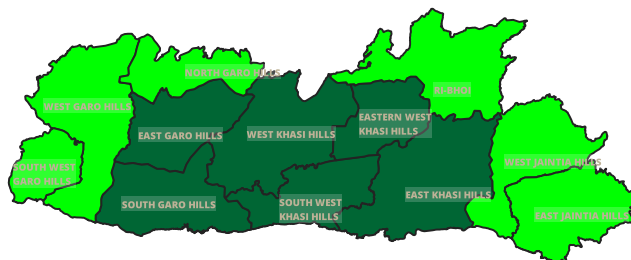 NORTH GARO HILLS
RI-BHOI
WEST GARO HILLS
EASTERN WEST
KHASI HILLS
EAST GARO HILLS
WEST KHASI HILLS
SOUTH WEST
GARO HILLS
WEST JAINTIA HILLS
EAST KHASI HILLS
SOUTH GARO HILLS
SOUTH WEST
KHASI HILLS
EAST JAINTIA HILLS